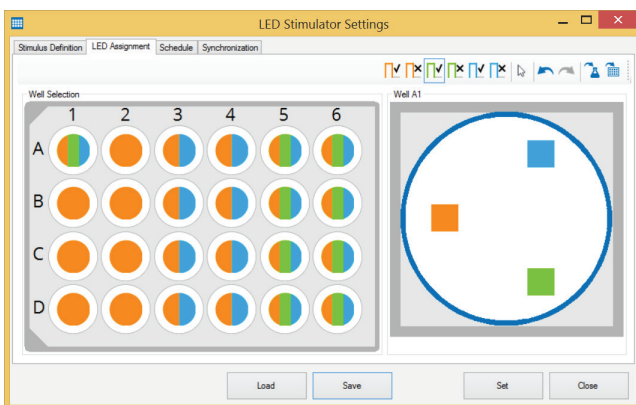 LED Stimulator Settings
Stimulus Definition LED Assignment Schedule Synchronization
Well Selection
Well A1
1 2 3 4 5 6
A
B
C
D
Load Save Set Close